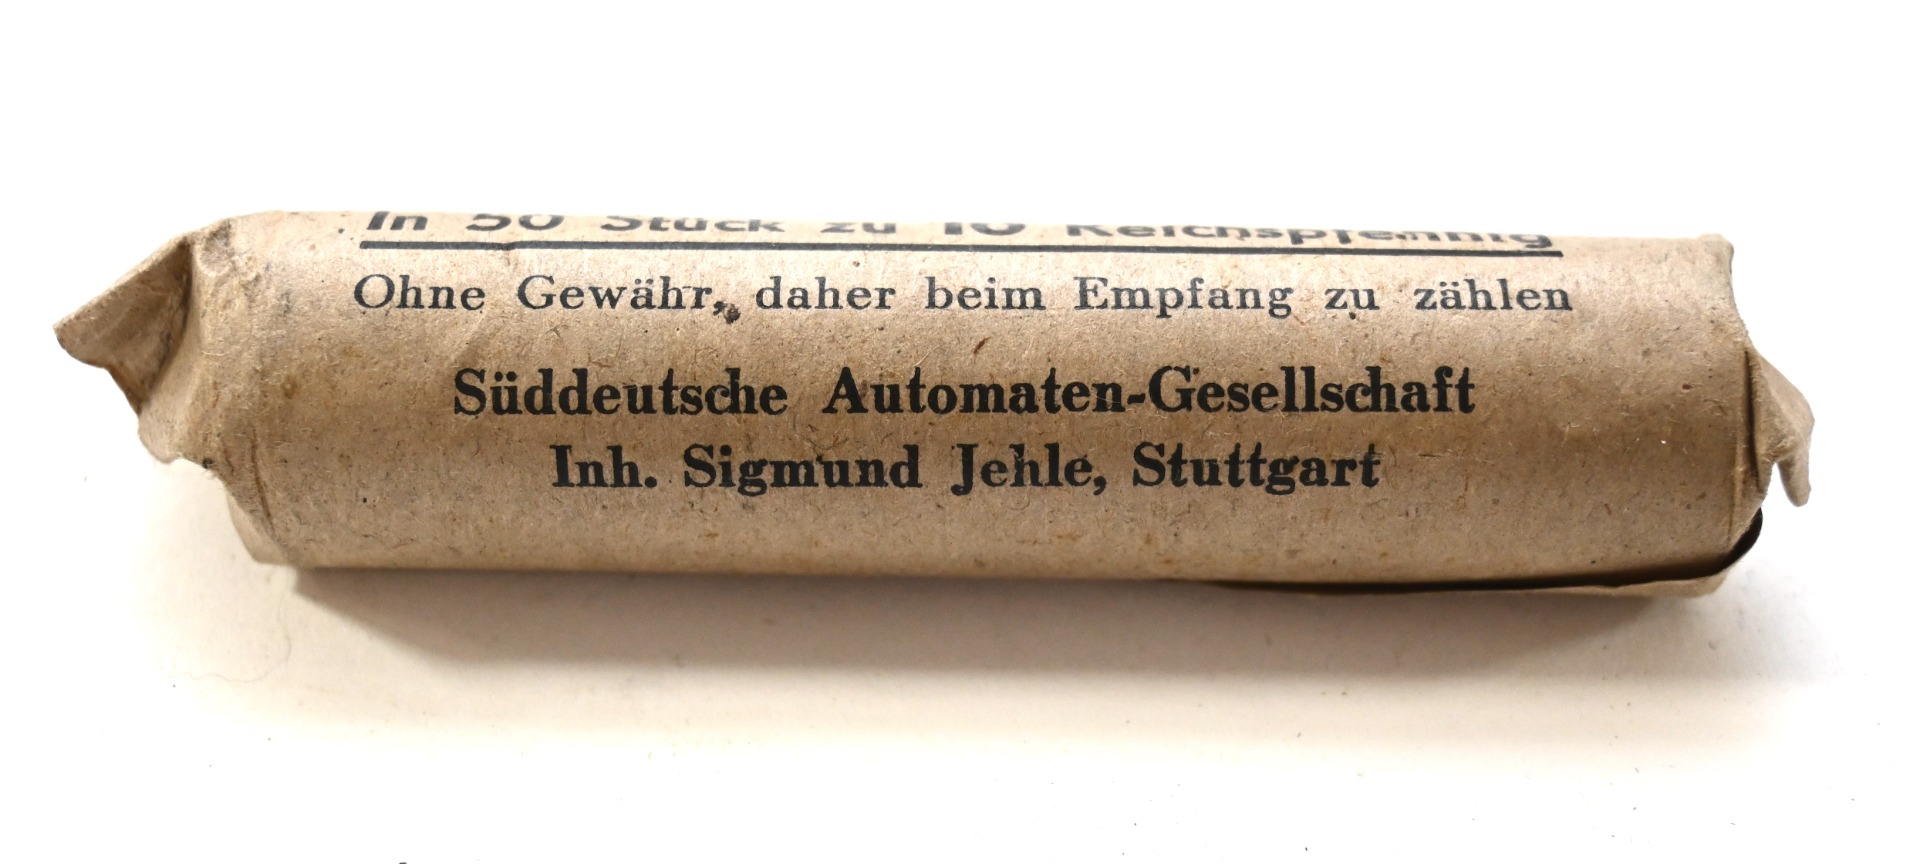 In 50 Stück zu 10 Reichspfennig
Ohne Gewähr, daher beim Empfang zu zählen
Süddeutsche Automaten-Gesellschaft
Inh. Sigmund Jehle, Stuttgart